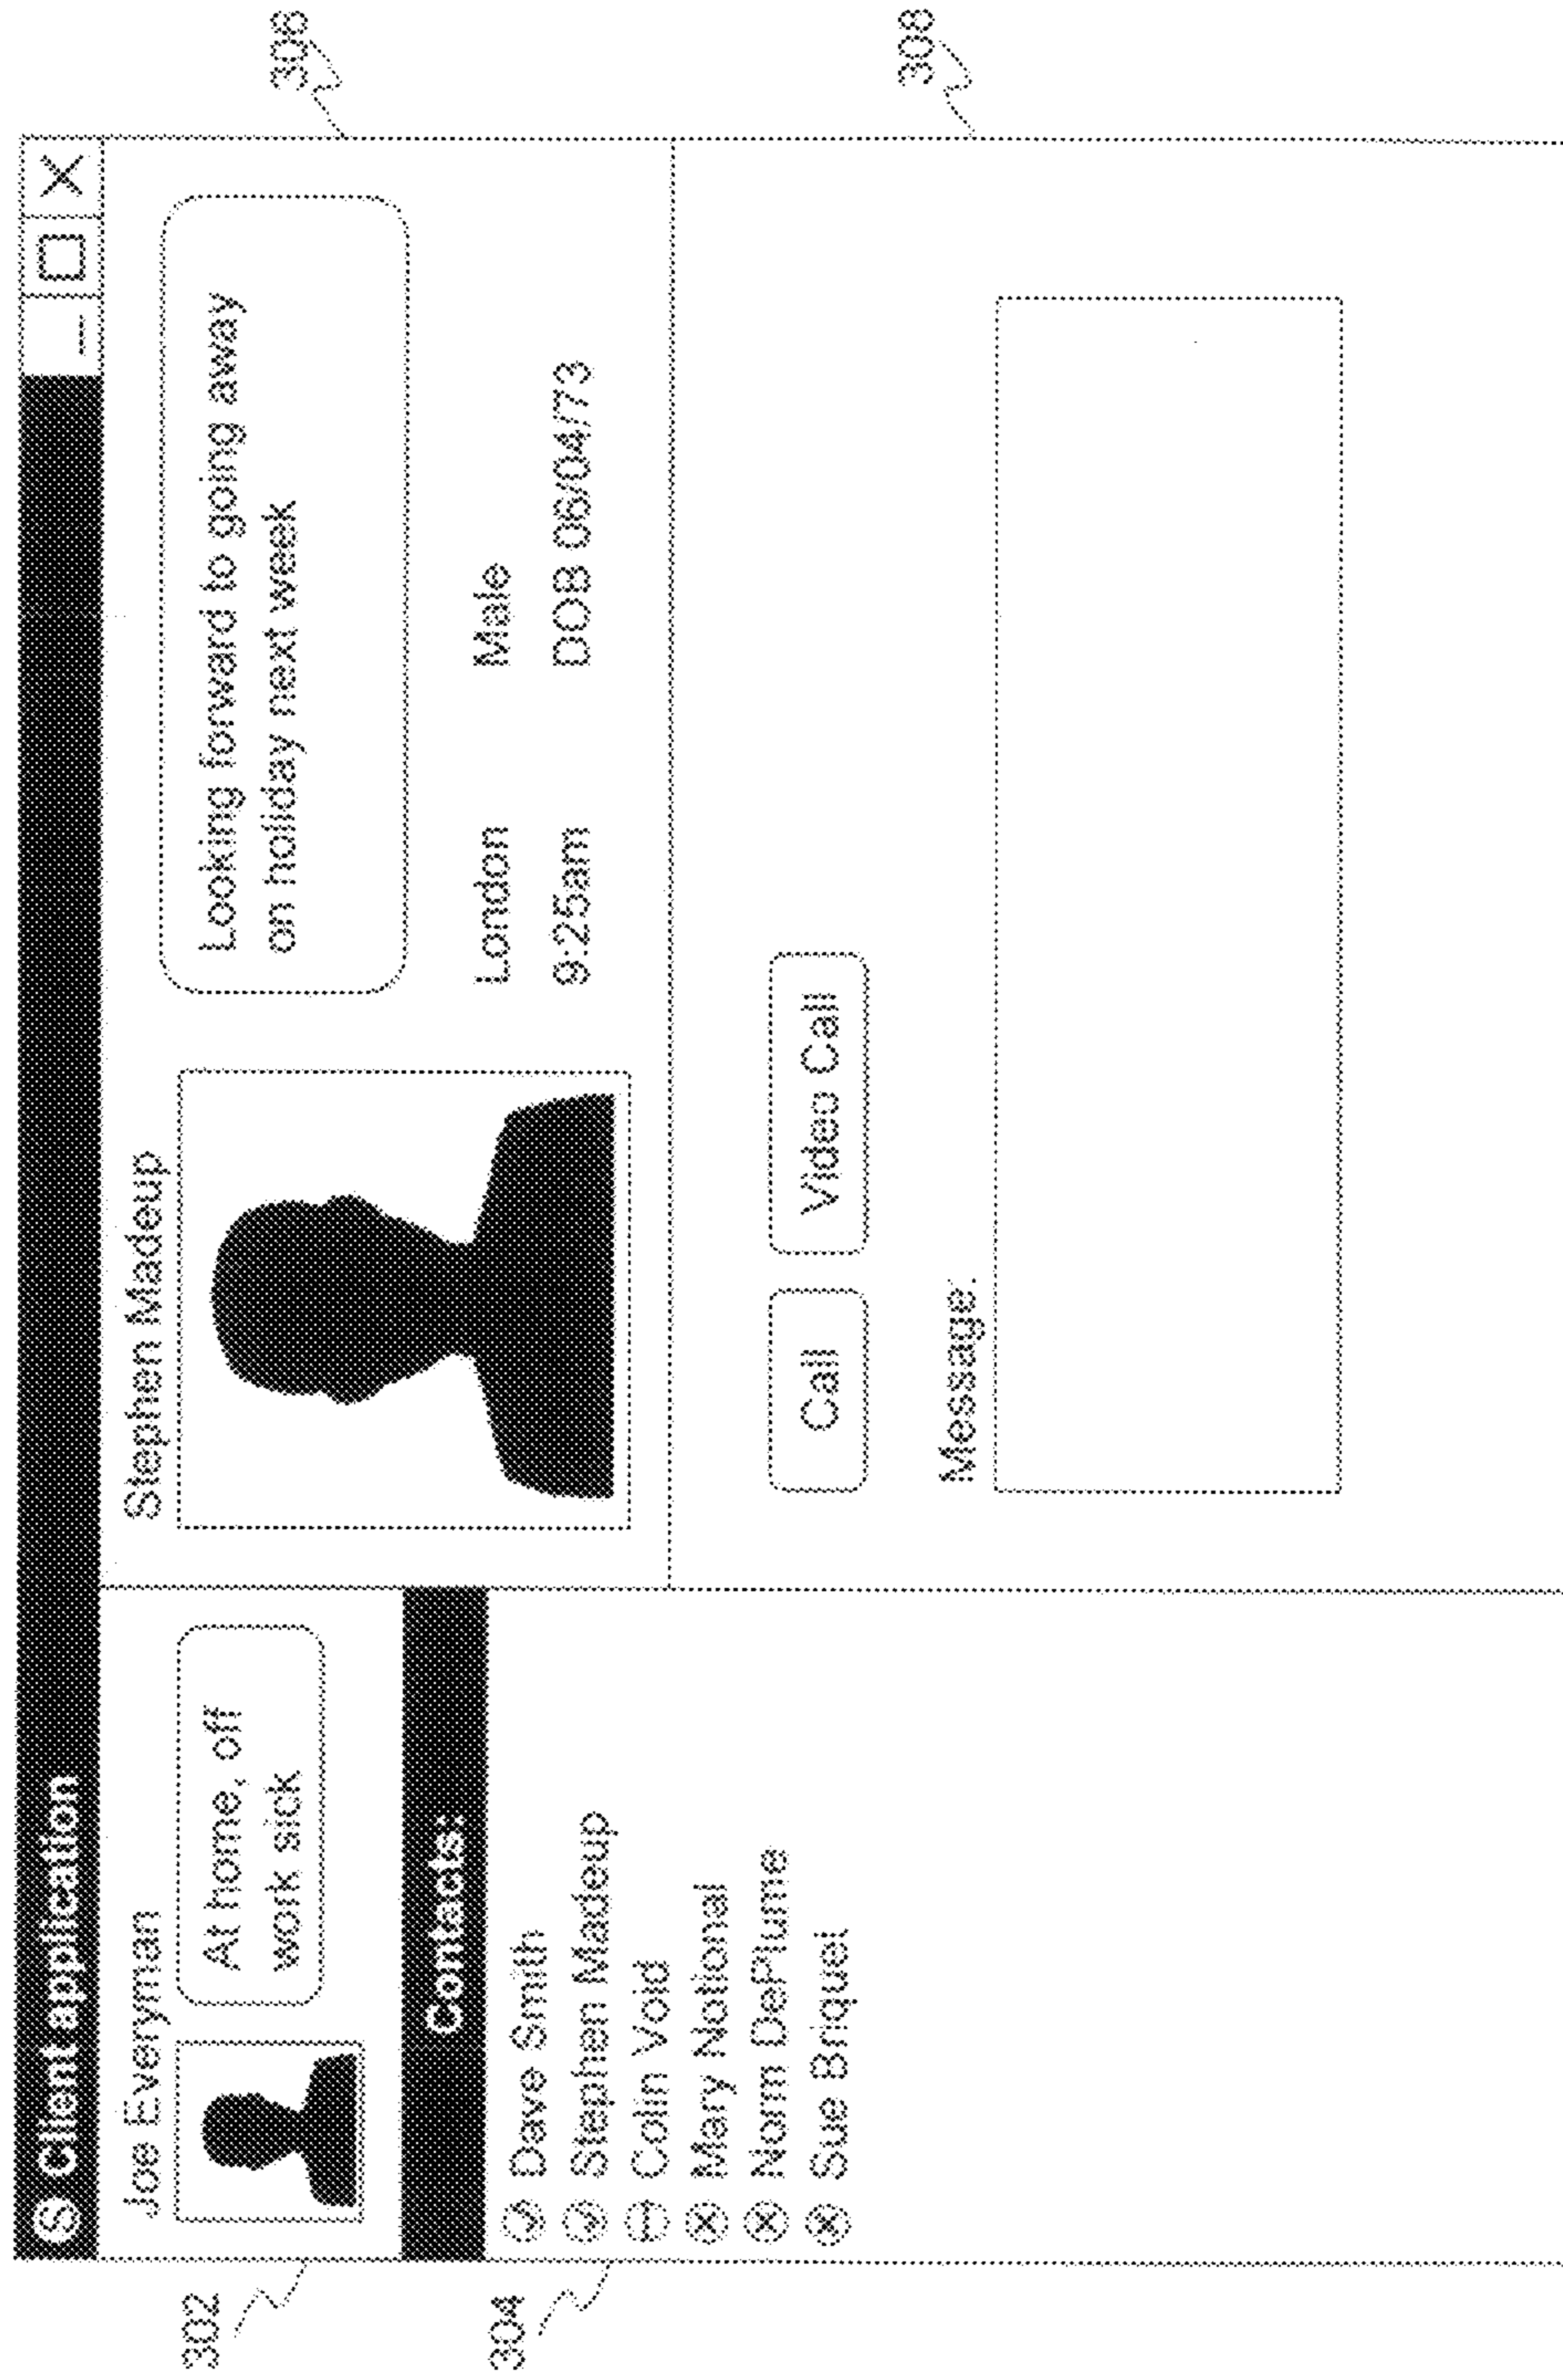 Ⓢ Client application
302
Joe Everyman
At home, off
work sick
304
Contacts:
Dave Smith
Stephen Madeup
Colin Void
Mary Notional
Norm DePlume
Sue Briquet
Stephen Madeup
Looking forward to going away
on holiday next week
London Male
9:25am DOB 06/04/73
306
Call Video Call
Message:
308